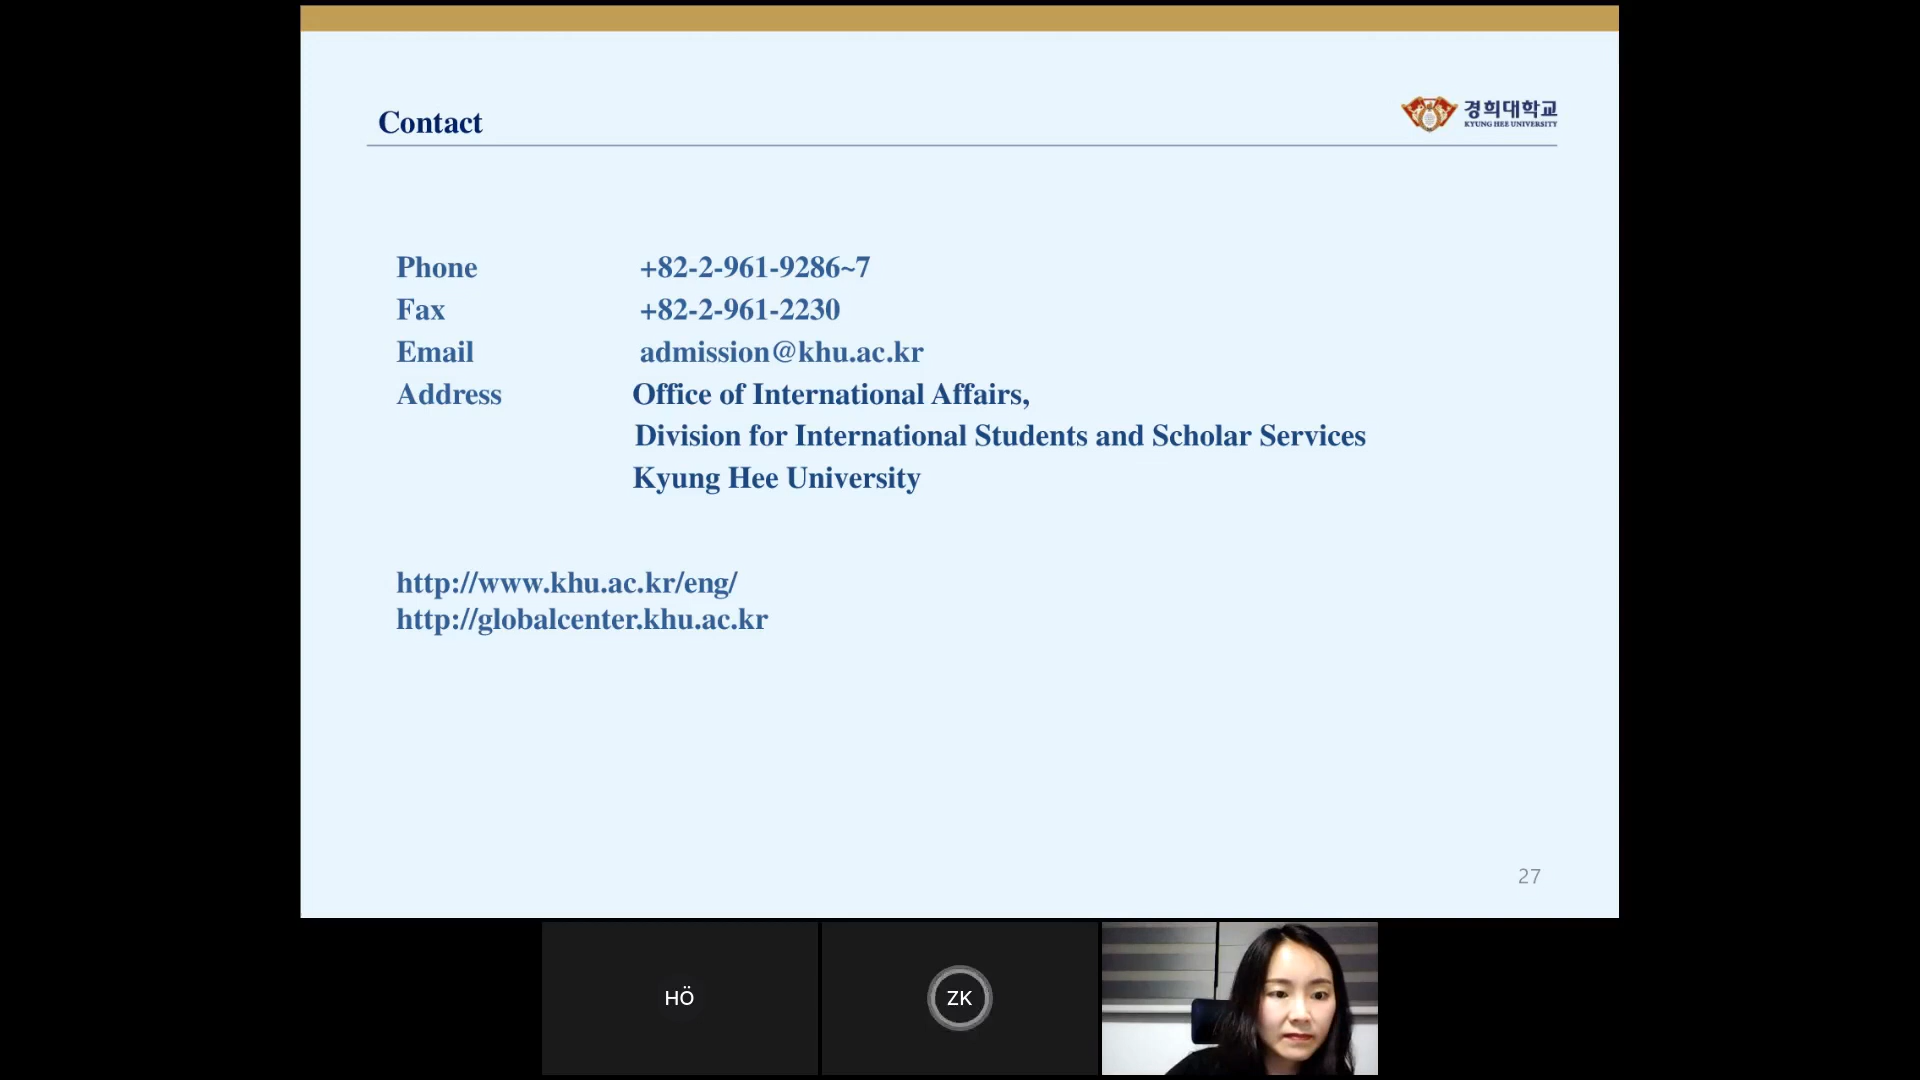 Contact
경희대학교
KYUNG HEE UNIVERSITY
Phone +82-2-961-9286~7
Fax +82-2-961-2230
Email admission@khu.ac.kr
Address Office of International Affairs,
Division for International Students and Scholar Services
Kyung Hee University
http://www.khu.ac.kr/eng/
http://globalcenter.khu.ac.kr
27
HÖ
ZK